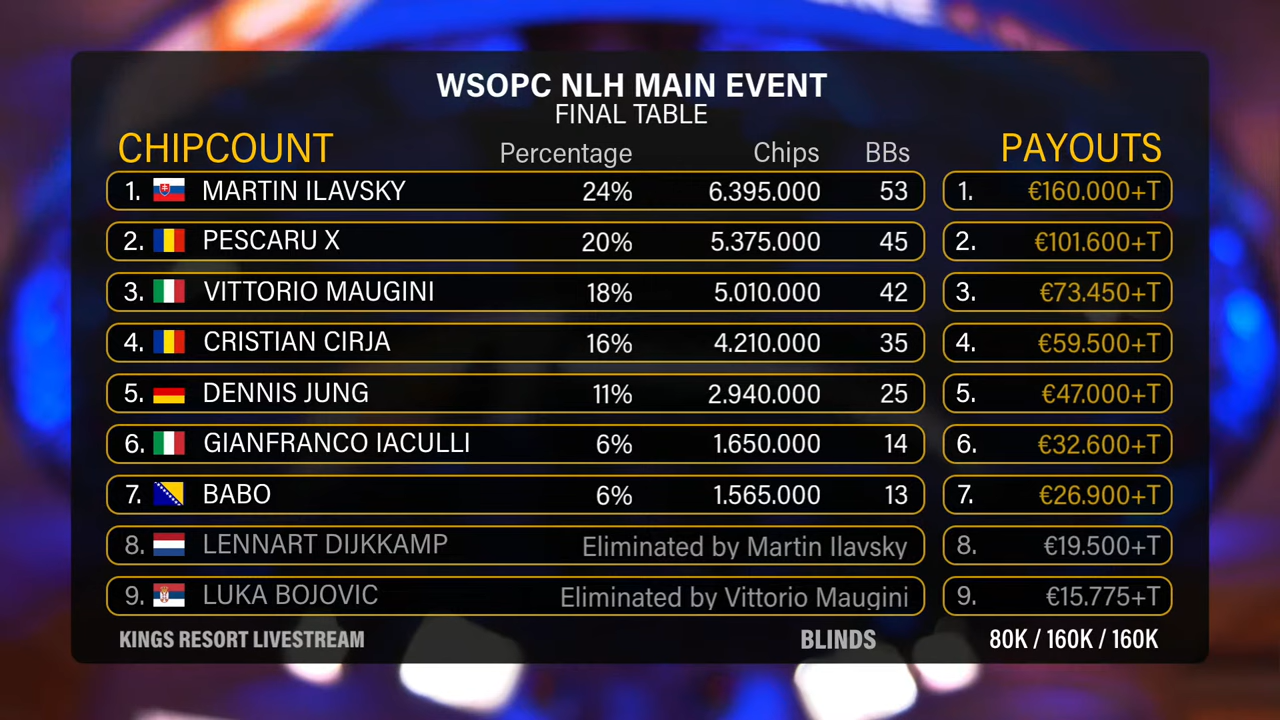 WSOPC NLH MAIN EVENT
FINAL TABLE
CHIPCOUNT Percentage Chips BBs PAYOUTS
1. MARTIN ILAVSKY 24% 6.395.000 53 1. €160.000+T
2. PESCARU X 20% 5.375.000 45 2. €101.600+T
3. VITTORIO MAUGINI 18% 5.010.000 42 3. €73.450+T
4. CRISTIAN CIRJA 16% 4.210.000 35 4. €59.500+T
5. DENNIS JUNG 11% 2.940.000 25 5. €47.000+T
6. GIANFRANCO IACULLI 6% 1.650.000 14 6. €32.600+T
7. BABO 6% 1.565.000 13 7. €26.900+T
8. LENNART DIJKKAMP Eliminated by Martin Ilavsky 8. €19.500+T
9. LUKA BOJOVIC Eliminated by Vittorio Maugini 9. €15.775+T
KINGS RESORT LIVESTREAM BLINDS 80K / 160K / 160K